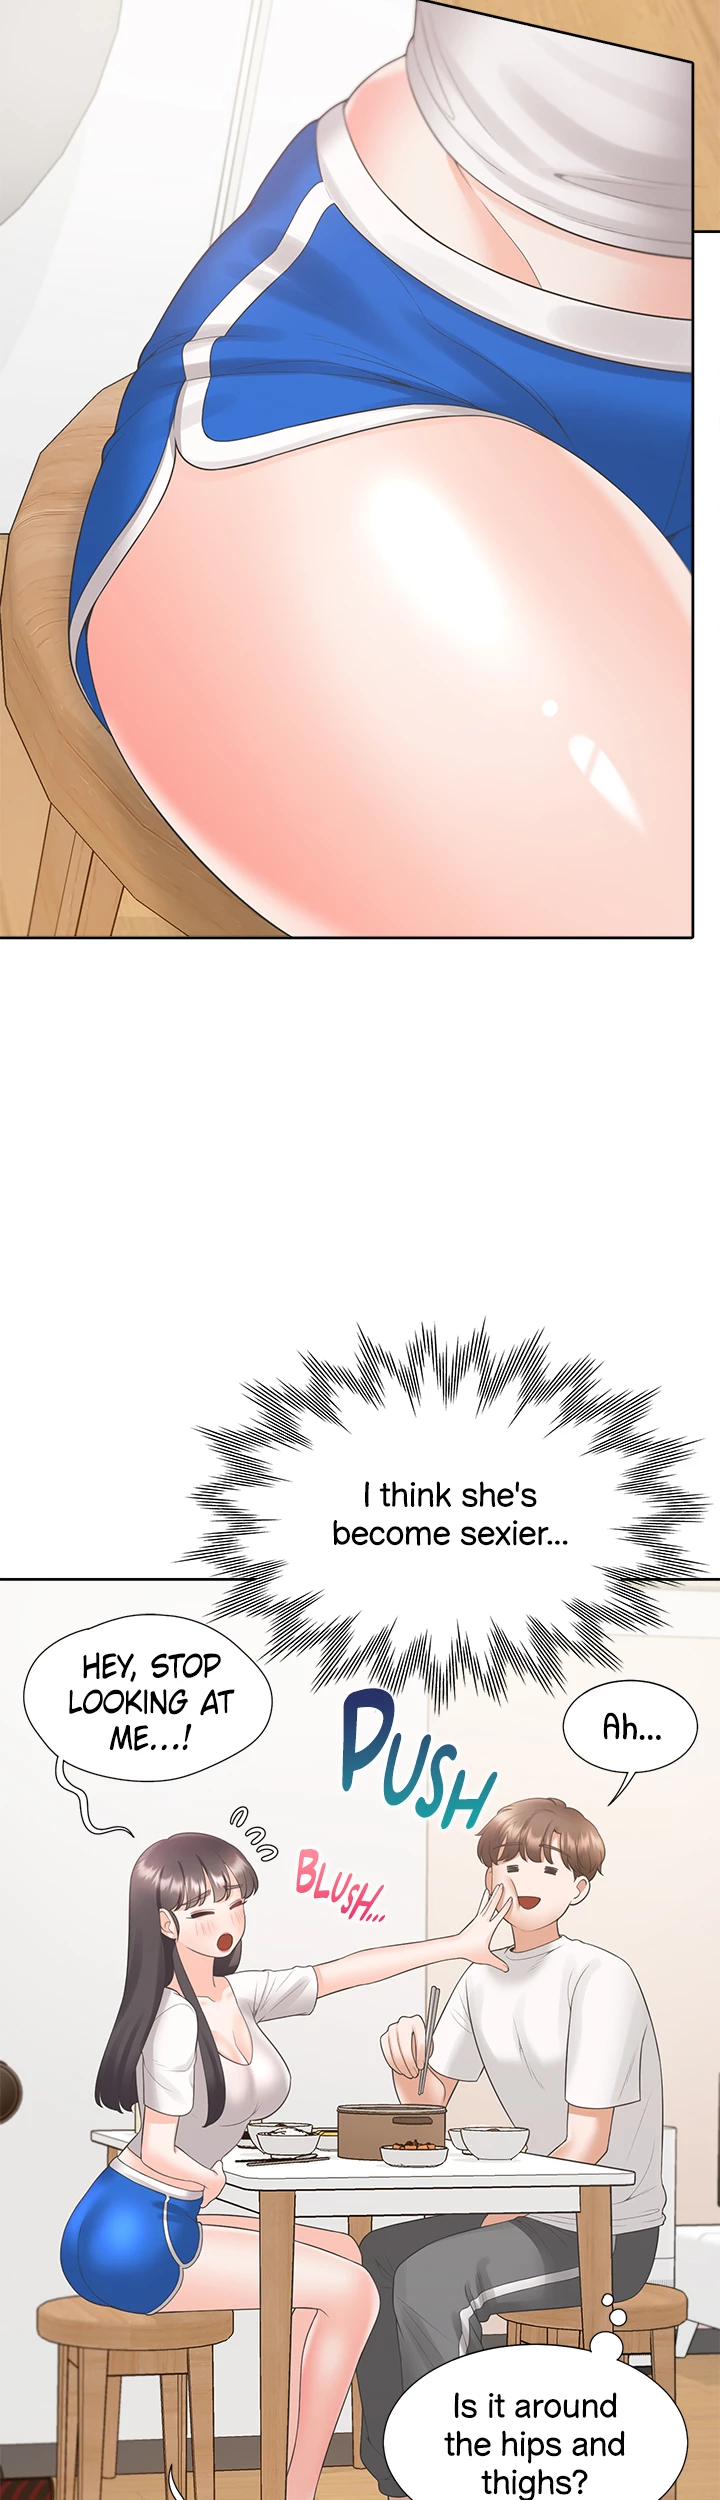 I think she's
become sexier...
HEY, STOP
LOOKING AT
ME...!
PUSH
Ah...
BLUSH...
Is it around
the hips and
thighs?